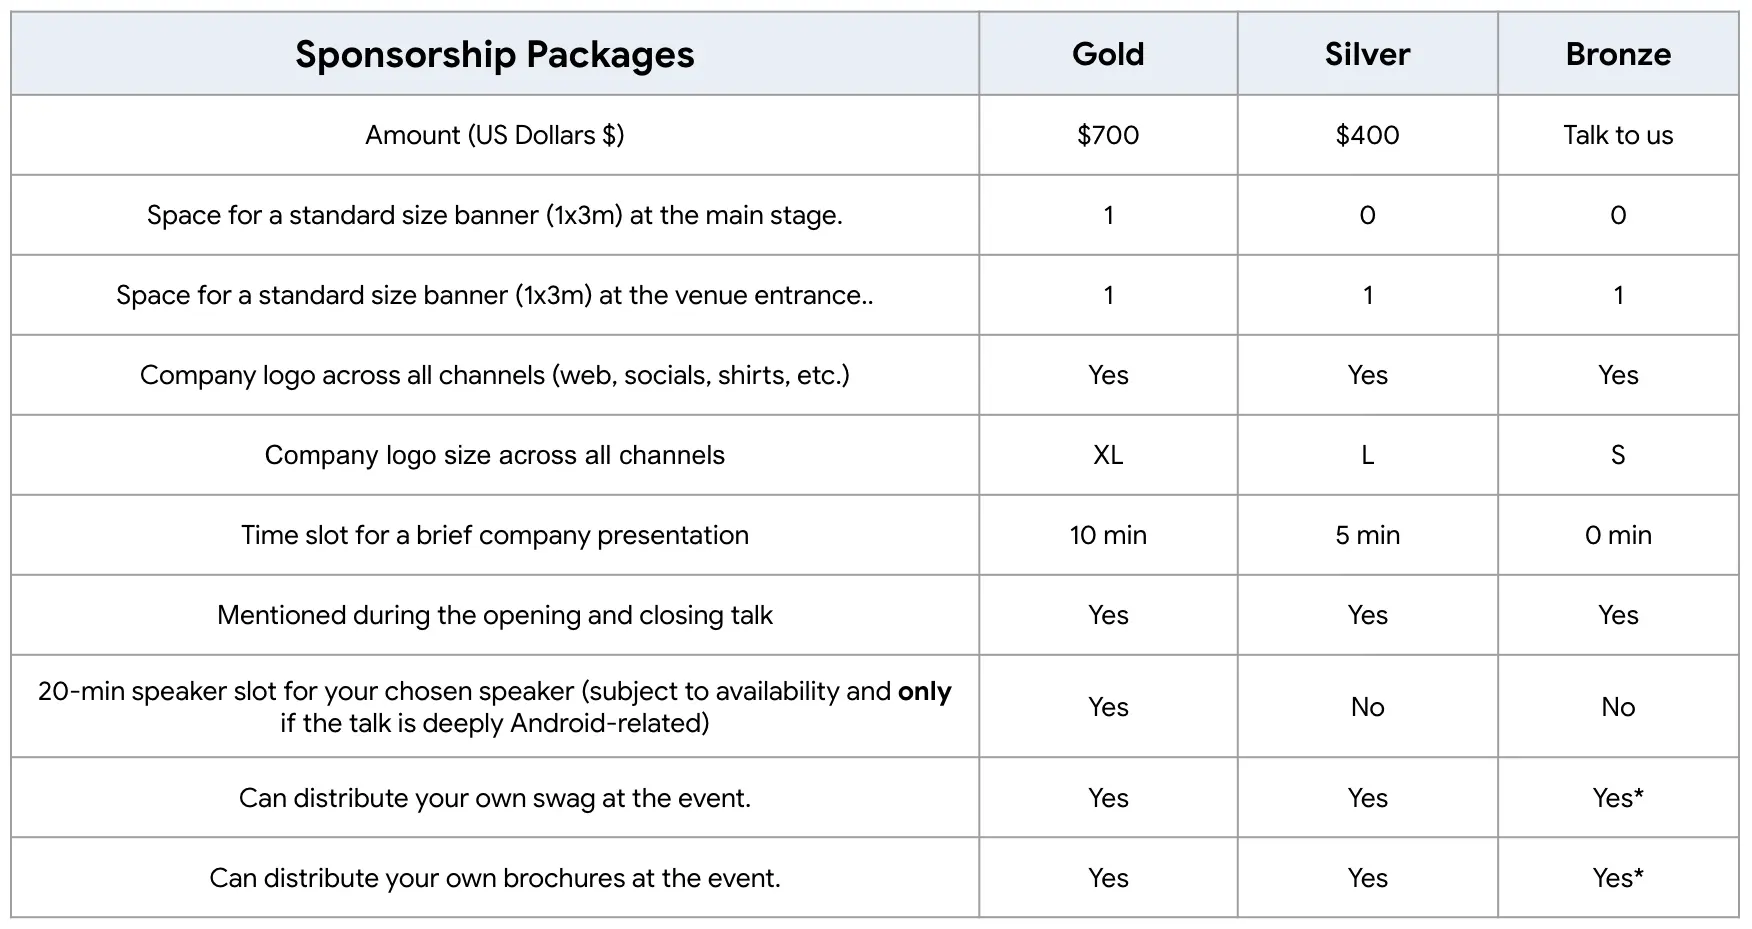 Sponsorship Packages Gold Silver Bronze
Amount (US Dollars $) $700 $400 Talk to us
Space for a standard size banner (1x3m) at the main stage. 1 0 0
Space for a standard size banner (1x3m) at the venue entrance.. 1 1 1
Company logo across all channels (web, socials, shirts, etc.) Yes Yes Yes
Company logo size across all channels XL L S
Time slot for a brief company presentation 10 min 5 min 0 min
Mentioned during the opening and closing talk Yes Yes Yes
20-min speaker slot for your chosen speaker (subject to availability and only
if the talk is deeply Android-related) Yes No No
Can distribute your own swag at the event. Yes Yes Yes*
Can distribute your own brochures at the event. Yes Yes Yes*